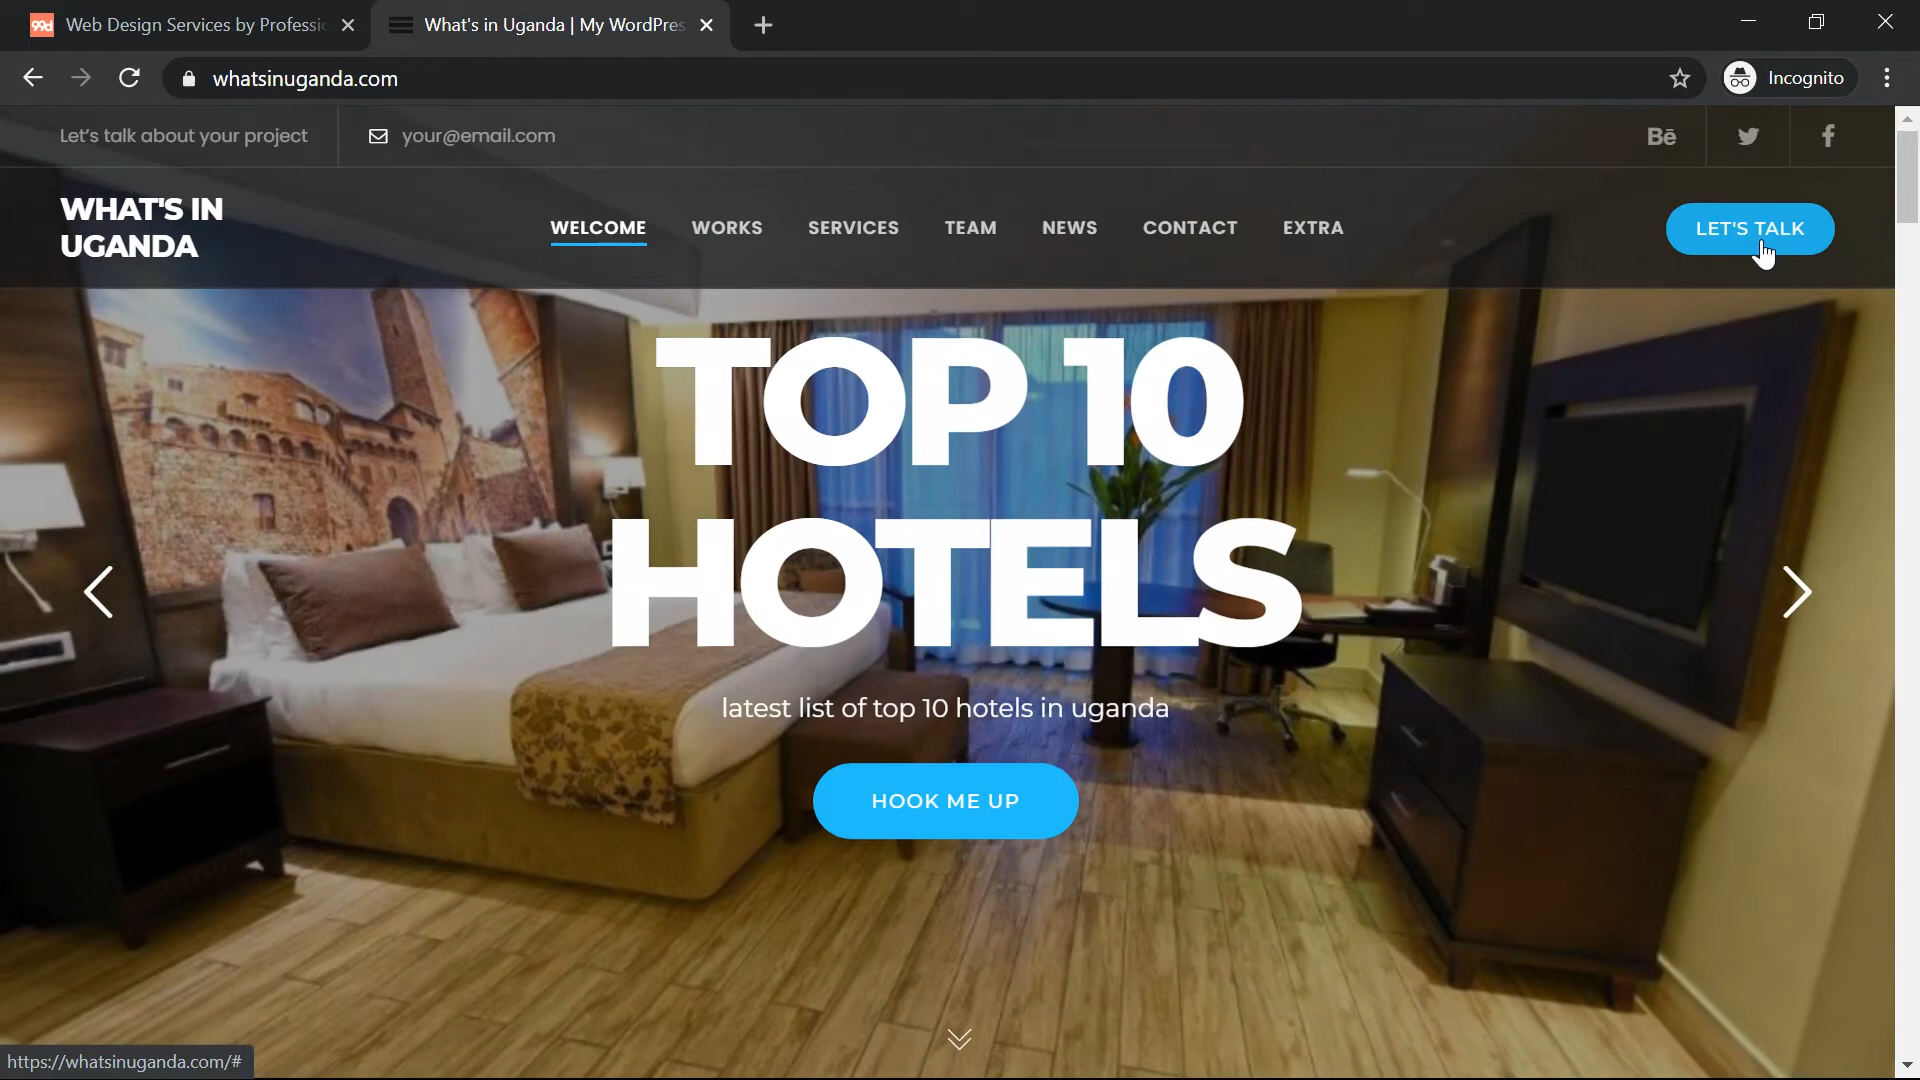 99d Web Design Services by Professi
What's in Uganda | My WordPres
whatsinuganda.com
Incognito
Let's talk about your project
your@email.com
Bē
WHAT'S IN
UGANDA
WELCOME
WORKS
SERVICES
TEAM
NEWS
CONTACT
EXTRA
LET'S TALK
TOP 10
HOTELS
latest list of top 10 hotels in uganda
HOOK ME UP
https://whatsinuganda.com/#